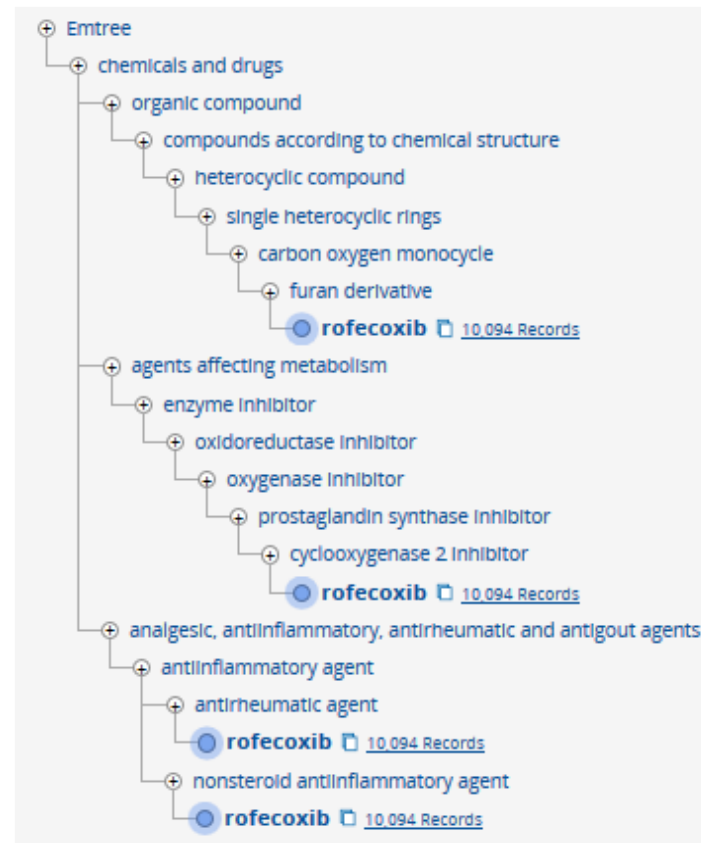 Emtree
chemicals and drugs
organic compound
compounds according to chemical structure
heterocyclic compound
single heterocyclic rings
carbon oxygen monocycle
furan derivative
rofecoxib 10,094 Records
agents affecting metabolism
enzyme inhibitor
oxidoreductase inhibitor
oxygenase inhibitor
prostaglandin synthase inhibitor
cyclooxygenase 2 inhibitor
rofecoxib 10,094 Records
analgesic, antiinflammatory, antirheumatic and antigout agents
antiinflammatory agent
antirheumatic agent
rofecoxib 10,094 Records
nonsteroid antiinflammatory agent
rofecoxib 10,094 Records